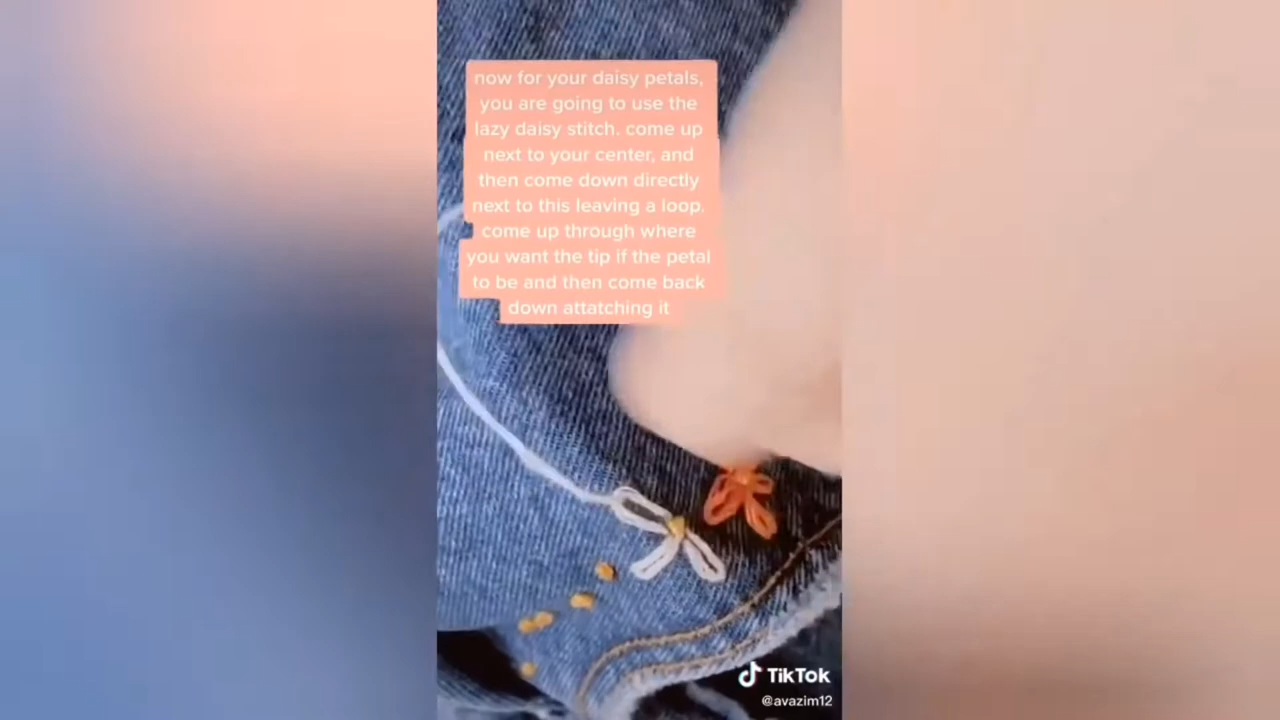 now for your daisy petals,
you are going to use the
lazy daisy stitch. come up
next to your center, and
then come down directly
next to this leaving a loop.
come up through where
you want the tip if the petal
to be and then come back
down attatching it
TikTok
@avazim12